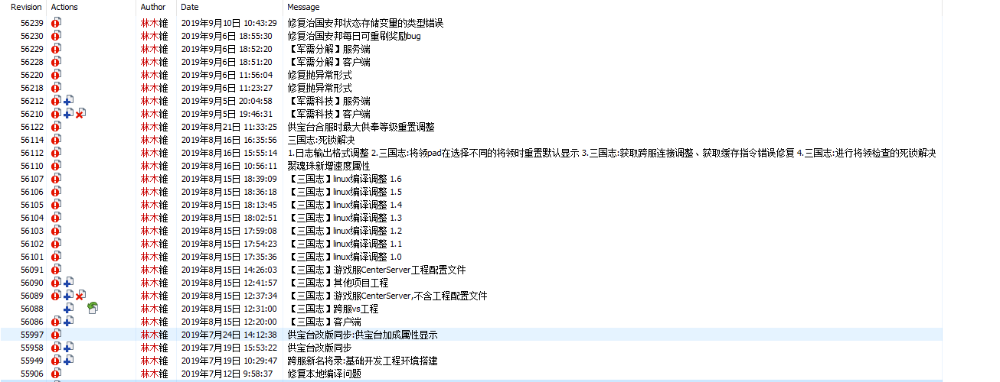 Revision Actions Author Date Message
56239 林木锥 2019年9月10日 10:43:29 修复治国安邦状态存储变量的类型错误
56230 林木锥 2019年9月6日 18:55:30 修复治国安邦每日可重刷奖励bug
56229 林木锥 2019年9月6日 18:52:20 【军需分解】服务端
56228 林木锥 2019年9月6日 18:51:20 【军需分解】客户端
56220 林木锥 2019年9月6日 11:56:04 修复抛异常形式
56218 林木锥 2019年9月6日 11:23:27 修复抛异常形式
56212 林木锥 2019年9月5日 20:04:58 【军需科技】服务端
56210 林木锥 2019年9月5日 19:46:31 【军需科技】客户端
56122 林木锥 2019年8月21日 11:33:25 供宝台合服时最大供奉等级重置调整
56114 林木锥 2019年8月16日 16:35:56 三国志:死锁解决
56112 林木锥 2019年8月16日 15:55:14 1.日志输出格式调整 2.三国志:将领pad在选择不同的将领时重置默认显示 3.三国志:获取跨服连接调整、获取缓存指令错误修复 4.三国志:进行将领检查的死锁解决
56110 林木锥 2019年8月16日 10:56:11 聚魂珠新增速度属性
56107 林木锥 2019年8月15日 18:39:09 【三国志】linux编译调整 1.6
56106 林木锥 2019年8月15日 18:36:18 【三国志】linux编译调整 1.5
56105 林木锥 2019年8月15日 18:13:45 【三国志】linux编译调整 1.4
56104 林木锥 2019年8月15日 18:02:51 【三国志】linux编译调整 1.3
56103 林木锥 2019年8月15日 17:59:08 【三国志】linux编译调整 1.2
56102 林木锥 2019年8月15日 17:54:23 【三国志】linux编译调整 1.1
56101 林木锥 2019年8月15日 17:35:36 【三国志】linux编译调整 1.0
56091 林木锥 2019年8月15日 14:26:03 【三国志】游戏服CenterServer工程配置文件
56090 林木锥 2019年8月15日 12:41:57 【三国志】其他项目工程
56089 林木锥 2019年8月15日 12:37:34 【三国志】游戏服CenterServer,不含工程配置文件
56088 林木锥 2019年8月15日 12:31:00 【三国志】跨服vs工程
56086 林木锥 2019年8月15日 12:20:00 【三国志】客户端
55997 林木锥 2019年7月24日 14:12:38 供宝台改版同步:供宝台加成属性显示
55958 林木锥 2019年7月19日 15:53:22 供宝台改版同步
55949 林木锥 2019年7月19日 10:29:47 跨服新名将录:基础开发工程环境搭建
55906 林木锥 2019年7月12日 9:58:37 修复本地编译问题